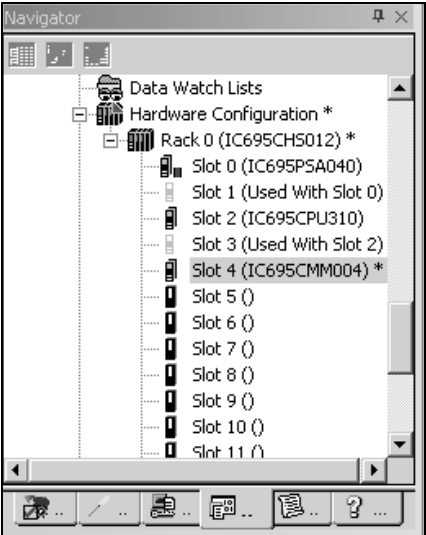 Navigator
Data Watch Lists
Hardware Configuration *
Rack 0 (IC695CHS012) *
Slot 0 (IC695PSA040)
Slot 1 (Used With Slot 0)
Slot 2 (IC695CPU310)
Slot 3 (Used With Slot 2)
Slot 4 (IC695CMM004) *
Slot 5 ()
Slot 6 ()
Slot 7 ()
Slot 8 ()
Slot 9 ()
Slot 10 ()
Slot 11 ()